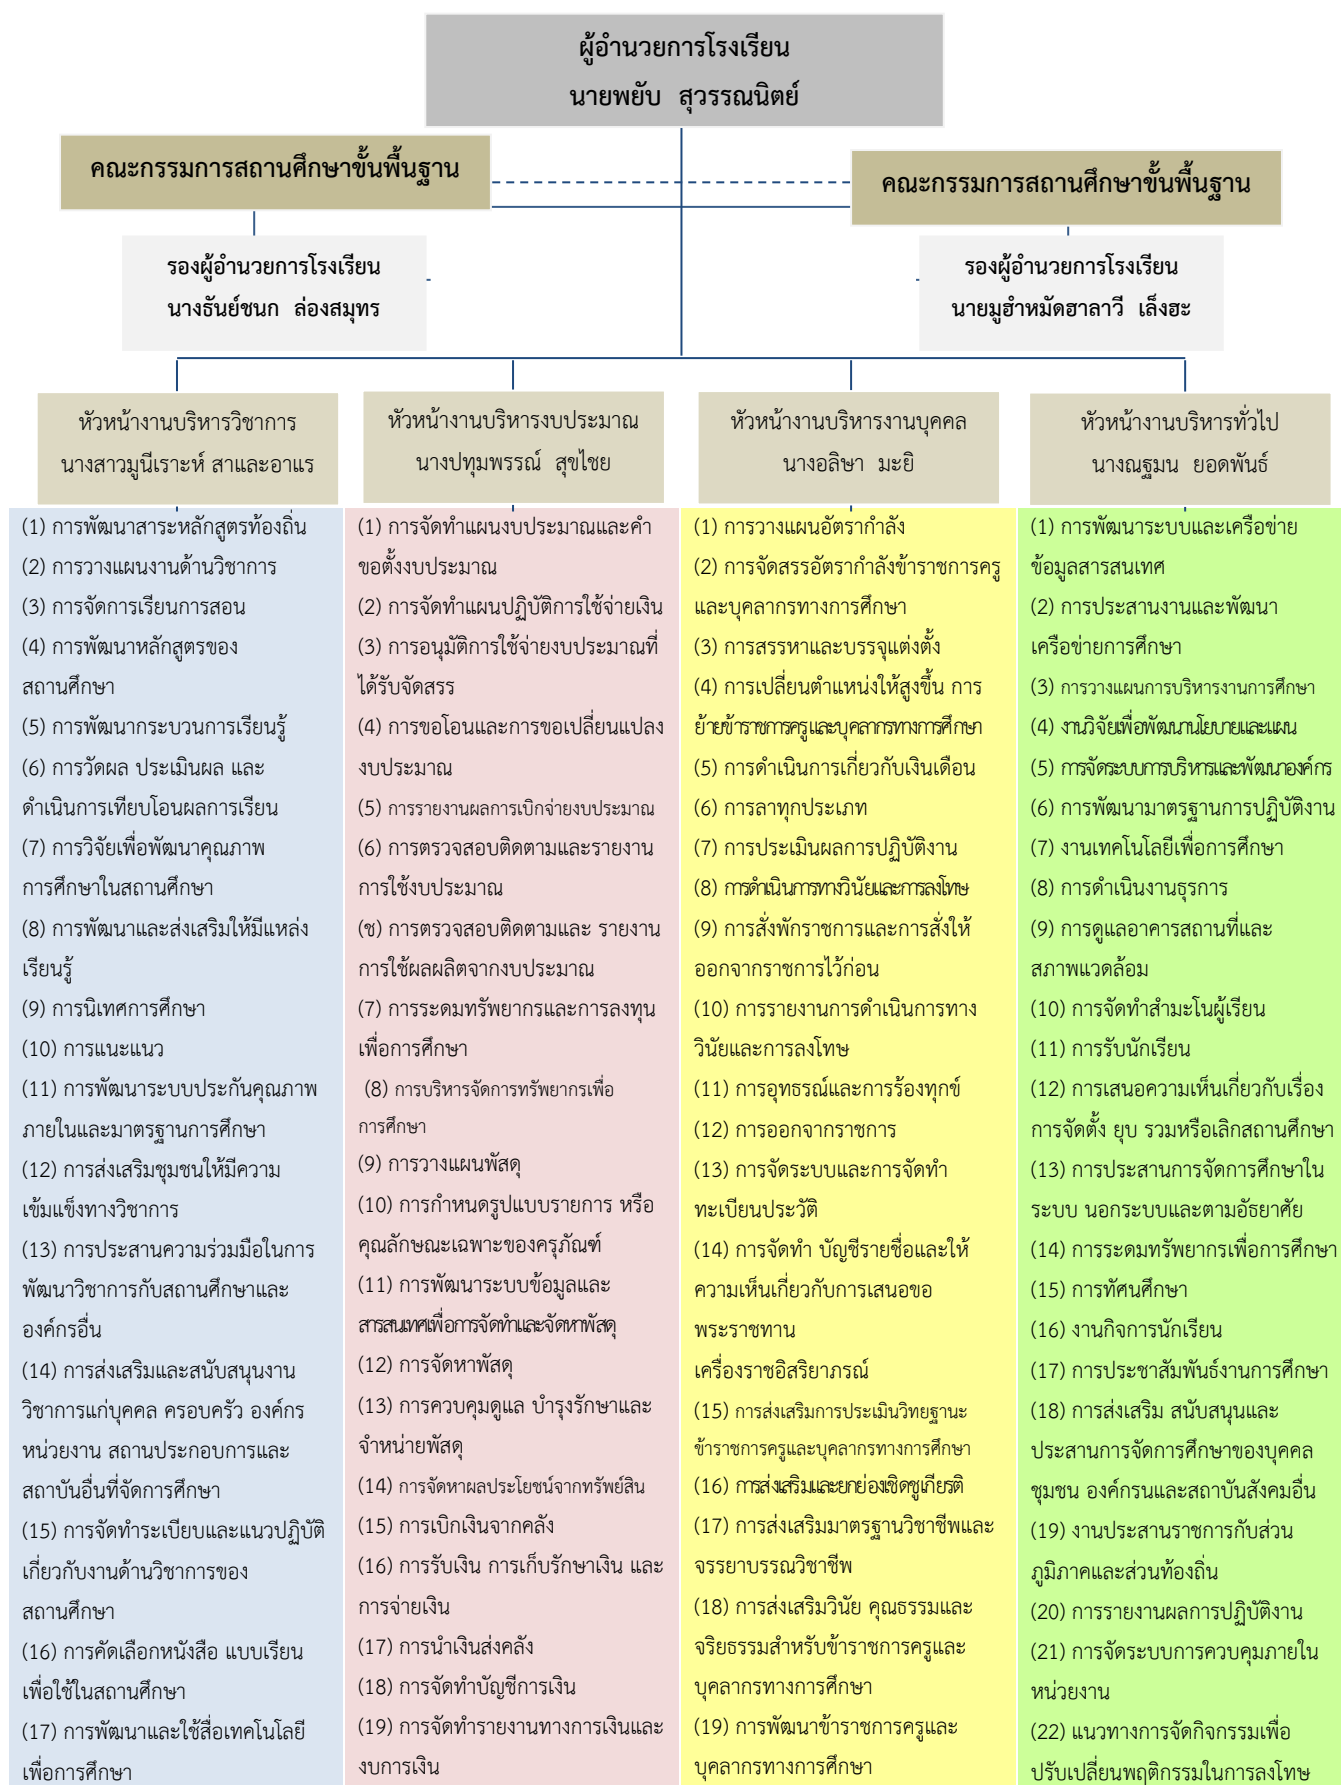 ผู้อำนวยการโรงเรียน
นายพยับ สุวรรณนิตย์
คณะกรรมการสถานศึกษาขั้นพื้นฐาน
คณะกรรมการสถานศึกษาขั้นพื้นฐาน
รองผู้อำนวยการโรงเรียน
นางธันย์ชนก ล่องสมุทร
รองผู้อำนวยการโรงเรียน
นายมูฮำหมัดฮาลาวี เล็งฮะ
หัวหน้างานบริหารวิชาการ
นางสาวมูนีเราะห์ สาและอาแร
หัวหน้างานบริหารงบประมาณ
นางปทุมพรรณ์ สุขไชย
หัวหน้างานบริหารงานบุคคล
นางอลิษา มะยิ
หัวหน้างานบริหารทั่วไป
นางณฐมน ยอดพันธ์
(1) การพัฒนาสาระหลักสูตรท้องถิ่น
(2) การวางแผนงานด้านวิชาการ
(3) การจัดการเรียนการสอน
(4) การพัฒนาหลักสูตรของ
สถานศึกษา
(5) การพัฒนากระบวนการเรียนรู้
(6) การวัดผล ประเมินผล และ
ดำเนินการเทียบโอนผลการเรียน
(7) การวิจัยเพื่อพัฒนาคุณภาพ
การศึกษาในสถานศึกษา
(8) การพัฒนาและส่งเสริมให้มีแหล่ง
เรียนรู้
(9) การนิเทศการศึกษา
(10) การแนะแนว
(11) การพัฒนาระบบประกันคุณภาพ
ภายในและมาตรฐานการศึกษา
(12) การส่งเสริมชุมชนให้มีความ
เข้มแข็งทางวิชาการ
(13) การประสานความร่วมมือในการ
พัฒนาวิชาการกับสถานศึกษาและ
องค์กรอื่น
(14) การส่งเสริมและสนับสนุนงาน
วิชาการแก่บุคคล ครอบครัว องค์กร
หน่วยงาน สถานประกอบการและ
สถาบันอื่นที่จัดการศึกษา
(15) การจัดทำระเบียบและแนวปฏิบัติ
เกี่ยวกับงานด้านวิชาการของ
สถานศึกษา
(16) การคัดเลือกหนังสือ แบบเรียน
เพื่อใช้ในสถานศึกษา
(17) การพัฒนาและใช้สื่อเทคโนโลยี
เพื่อการศึกษา
(1) การจัดทำแผนงบประมาณและคำ
ขอตั้งงบประมาณ
(2) การจัดทำแผนปฏิบัติการใช้จ่ายเงิน
(3) การอนุมัติการใช้จ่ายงบประมาณที่
ได้รับจัดสรร
(4) การขอโอนและการขอเปลี่ยนแปลง
งบประมาณ
(5) การรายงานผลการเบิกจ่ายงบประมาณ
(6) การตรวจสอบติดตามและรายงาน
การใช้งบประมาณ
(ช) การตรวจสอบติดตามและ รายงาน
การใช้ผลผลิตจากงบประมาณ
(7) การระดมทรัพยากรและการลงทุน
เพื่อการศึกษา
(8) การบริหารจัดการทรัพยากรเพื่อ
การศึกษา
(9) การวางแผนพัสดุ
(10) การกำหนดรูปแบบรายการ หรือ
คุณลักษณะเฉพาะของครุภัณฑ์
(11) การพัฒนาระบบข้อมูลและ
สารสนเทศเพื่อการจัดทำและจัดหาพัสดุ
(12) การจัดหาพัสดุ
(13) การควบคุมดูแล บำรุงรักษาและ
จำหน่ายพัสดุ
(14) การจัดหาผลประโยชน์จากทรัพย์สิน
(15) การเบิกเงินจากคลัง
(16) การรับเงิน การเก็บรักษาเงิน และ
การจ่ายเงิน
(17) การนำเงินส่งคลัง
(18) การจัดทำบัญชีการเงิน
(19) การจัดทำรายงานทางการเงินและ
งบการเงิน
(1) การวางแผนอัตรากำลัง
(2) การจัดสรรอัตรากำลังข้าราชการครู
และบุคลากรทางการศึกษา
(3) การสรรหาและบรรจุแต่งตั้ง
(4) การเปลี่ยนตำแหน่งให้สูงขึ้น การ
ย้ายข้าราชการครูและบุคลากรทางการศึกษา
(5) การดำเนินการเกี่ยวกับเงินเดือน
(6) การลาทุกประเภท
(7) การประเมินผลการปฏิบัติงาน
(8) การดำเนินการทางวินัยและการลงโทษ
(9) การสั่งพักราชการและการสั่งให้
ออกจากราชการไว้ก่อน
(10) การรายงานการดำเนินการทาง
วินัยและการลงโทษ
(11) การอุทธรณ์และการร้องทุกข์
(12) การออกจากราชการ
(13) การจัดระบบและการจัดทำ
ทะเบียนประวัติ
(14) การจัดทำ บัญชีรายชื่อและให้
ความเห็นเกี่ยวกับการเสนอขอ
พระราชทาน
เครื่องราชอิสริยาภรณ์
(15) การส่งเสริมการประเมินวิทยฐานะ
ข้าราชการครูและบุคลากรทางการศึกษา
(16) การส่งเสริมและยกย่องเชิดชูเกียรติ
(17) การส่งเสริมมาตรฐานวิชาชีพและ
จรรยาบรรณวิชาชีพ
(18) การส่งเสริมวินัย คุณธรรมและ
จริยธรรมสำหรับข้าราชการครูและ
บุคลากรทางการศึกษา
(19) การพัฒนาข้าราชการครูและ
บุคลากรทางการศึกษา
(1) การพัฒนาระบบและเครือข่าย
ข้อมูลสารสนเทศ
(2) การประสานงานและพัฒนา
เครือข่ายการศึกษา
(3) การวางแผนการบริหารงานการศึกษา
(4) งานวิจัยเพื่อพัฒนานโยบายและแผน
(5) การจัดระบบการบริหารและพัฒนาองค์กร
(6) การพัฒนามาตรฐานการปฏิบัติงาน
(7) งานเทคโนโลยีเพื่อการศึกษา
(8) การดำเนินงานธุรการ
(9) การดูแลอาคารสถานที่และ
สภาพแวดล้อม
(10) การจัดทำสำมะโนผู้เรียน
(11) การรับนักเรียน
(12) การเสนอความเห็นเกี่ยวกับเรื่อง
การจัดตั้ง ยุบ รวมหรือเลิกสถานศึกษา
(13) การประสานการจัดการศึกษาใน
ระบบ นอกระบบและตามอัธยาศัย
(14) การระดมทรัพยากรเพื่อการศึกษา
(15) การทัศนศึกษา
(16) งานกิจการนักเรียน
(17) การประชาสัมพันธ์งานการศึกษา
(18) การส่งเสริม สนับสนุนและ
ประสานการจัดการศึกษาของบุคคล
ชุมชน องค์กรนและสถาบันสังคมอื่น
(19) งานประสานราชการกับส่วน
ภูมิภาคและส่วนท้องถิ่น
(20) การรายงานผลการปฏิบัติงาน
(21) การจัดระบบการควบคุมภายใน
หน่วยงาน
(22) แนวทางการจัดกิจกรรมเพื่อ
ปรับเปลี่ยนพฤติกรรมในการลงโทษ